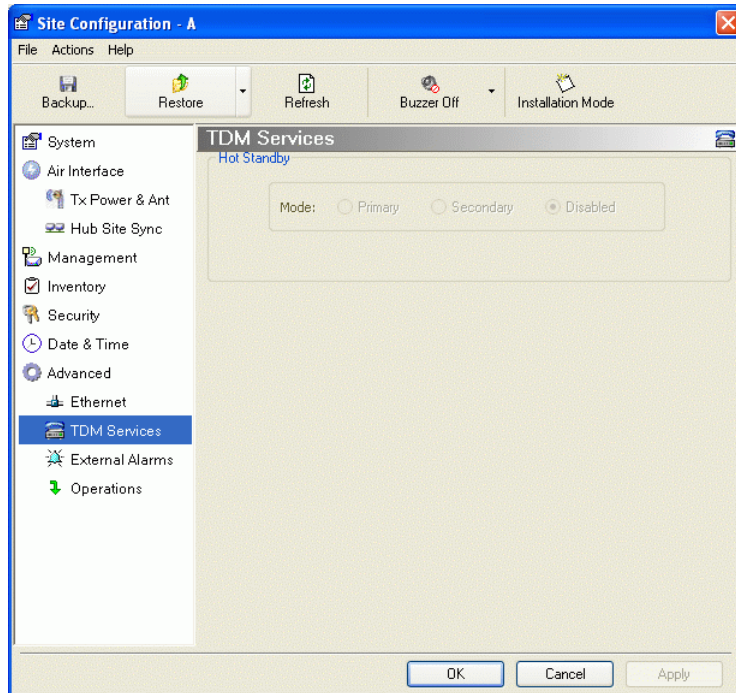 Site Configuration - A
File Actions Help
Backup... Restore Refresh Buzzer Off Installation Mode
System
Air Interface
Tx Power & Ant
Hub Site Sync
Management
Inventory
Security
Date & Time
Advanced
Ethernet
TDM Services
External Alarms
Operations
TDM Services
Hot Standby
Mode: Primary Secondary Disabled
OK Cancel Apply